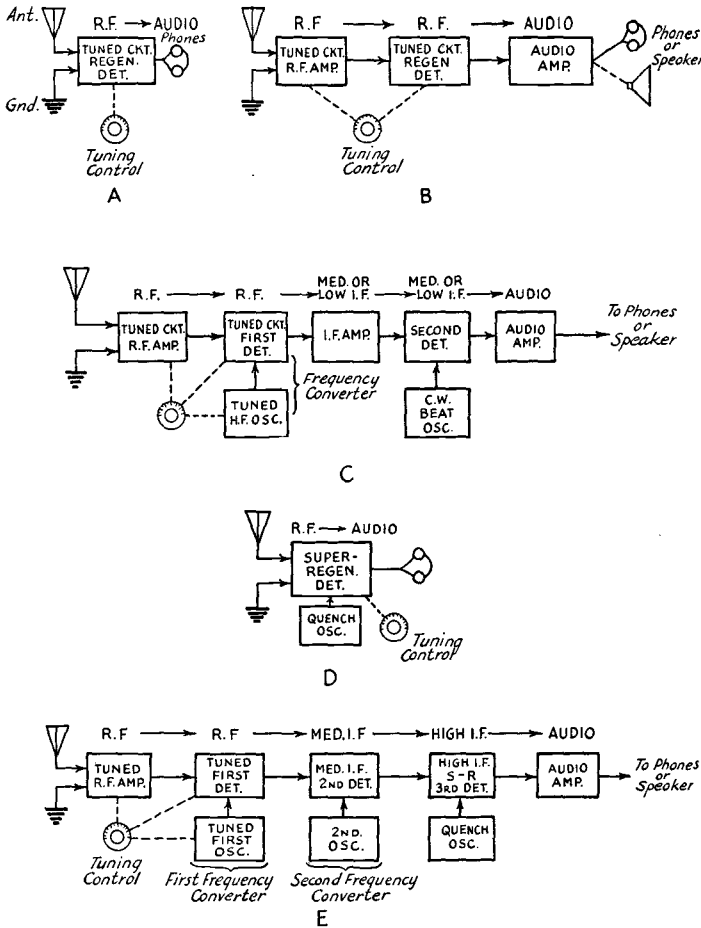 Ant.
R.F. → AUDIO
Phones
TUNED CKT.
REGEN.
DET.
Gnd.
Tuning
Control
A
R.F → R.F. → AUDIO
TUNED CKT.
R.F. AMP.
TUNED CKT.
REGEN
DET.
AUDIO
AMP.
Phones
or
Speaker
Tuning
Control
B
R.F. → R.F. → MED. OR LOW I.F. → MED. OR LOW I.F. → AUDIO
TUNED CKT.
R.F. AMP.
TUNED CKT.
FIRST
DET.
I.F. AMP.
SECOND
DET.
AUDIO
AMP.
To Phones
or
Speaker
Frequency
Converter
TUNED
H.F. OSC.
C.W.
BEAT
OSC.
C
R.F. → AUDIO
SUPER-
REGEN.
DET.
QUENCH
OSC.
Tuning
Control
D
R.F → R.F → MED. I.F → HIGH I.F. → AUDIO
TUNED
R.F. AMP.
TUNED
FIRST
DET.
MED. I.F.
2ND DET.
HIGH I.F.
S-R
3RD DET.
AUDIO
AMP.
To Phones
or
Speaker
TUNED
FIRST
OSC.
2ND.
OSC.
QUENCH
OSC.
Tuning
Control
First Frequency
Converter
Second Frequency
Converter
E